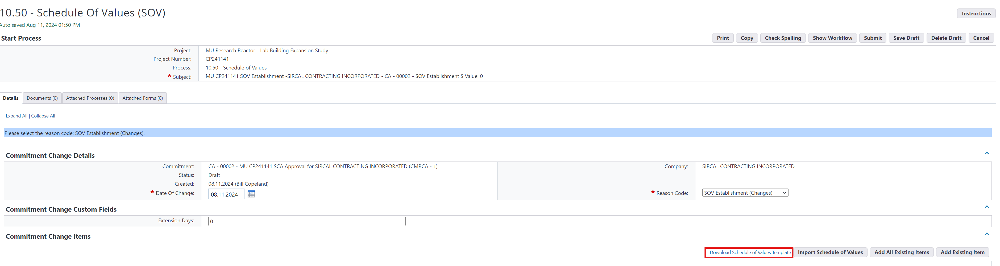 10.50 - Schedule Of Values (SOV)
Instructions
Auto saved Aug 11, 2024 01:50 PM
Start Process
Print Copy Check Spelling Show Workflow Submit Save Draft Delete Draft Cancel
Project: MU Research Reactor - Lab Building Expansion Study
Project Number: CP241141
Process: 10.50 - Schedule of Values
* Subject: MU CP241141 SOV Establishment -SIRCAL CONTRACTING INCORPORATED - CA - 00002 - SOV Establishment $ Value: 0
Details Documents (0) Attached Processes (0) Attached Forms (0)
Expand All | Collapse All
Please select the reason code: SOV Establishment (Changes).
Commitment Change Details
Commitment: CA - 00002 - MU CP241141 SCA Approval for SIRCAL CONTRACTING INCORPORATED (CMRCA - 1) Company: SIRCAL CONTRACTING INCORPORATED
Status: Draft
Created: 08.11.2024 (Bill Copeland)
* Date Of Change: 08.11.2024 * Reason Code: SOV Establishment (Changes)
Commitment Change Custom Fields
Extension Days: 0
Commitment Change Items
Download Schedule of Values Template Import Schedule of Values Add All Existing Items Add Existing Item